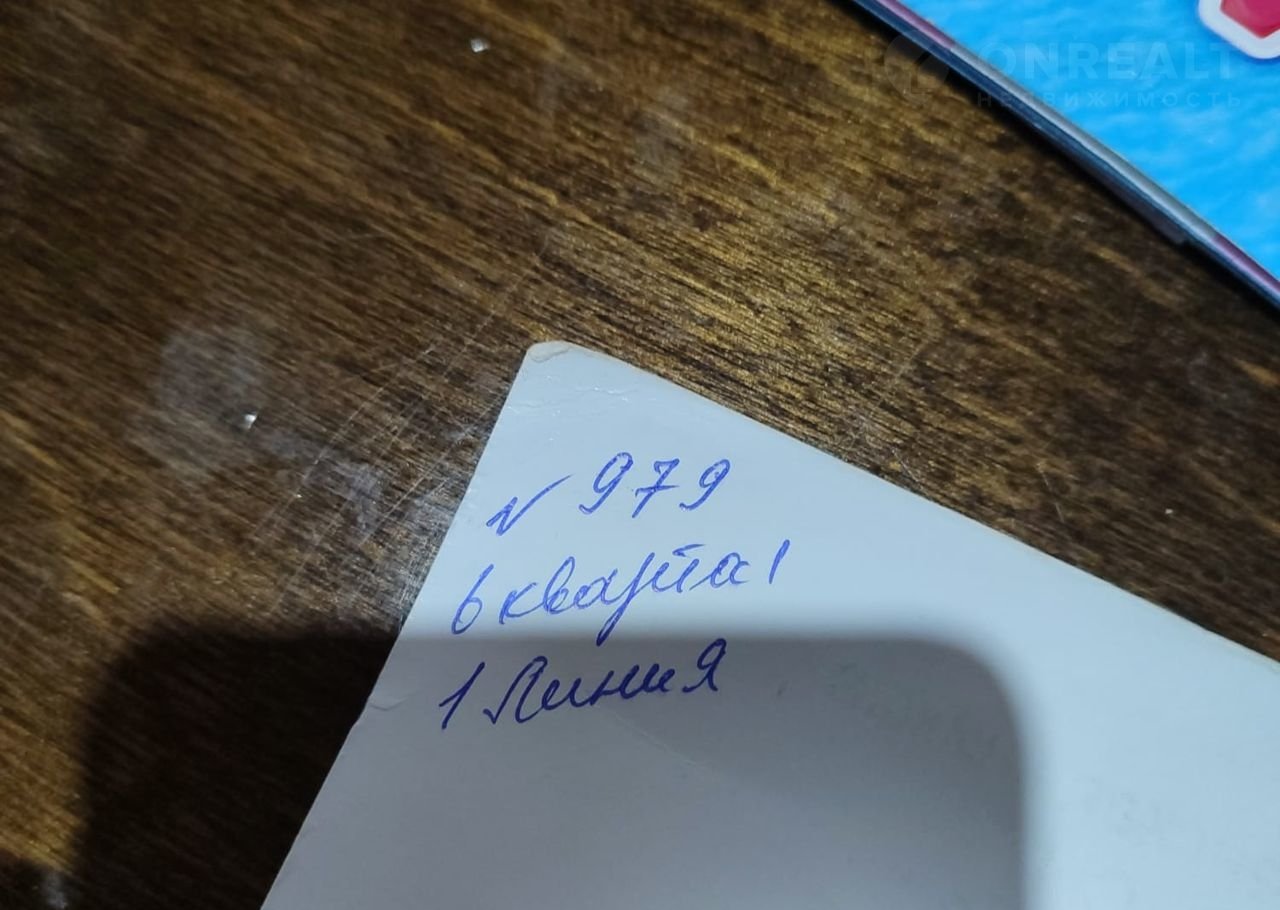 ONREALT
НЕДВИЖИМОСТЬ
№ 979
6 квартал
1 Линия